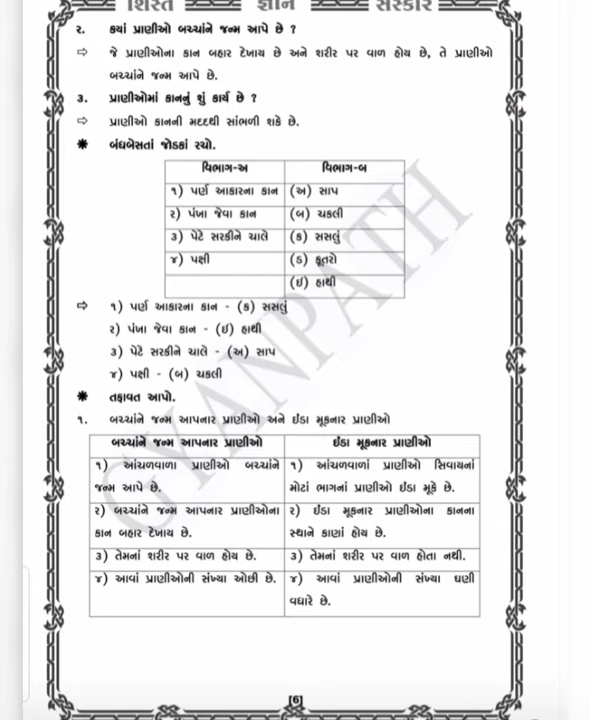 શિસ્ત જ્ઞાન સંસ્કાર
૨. કયાં પ્રાણીઓ બચ્ચાંને જન્મ આપે છે ?
⇨ જે પ્રાણીઓના કાન બહાર દેખાય છે અને શરીર પર વાળ હોય છે, તે પ્રાણીઓ
બચ્ચાંને જન્મ આપે છે.
૩. પ્રાણીઓમાં કાનનું શું કાર્ય છે ?
⇨ પ્રાણીઓ કાનની મદદથી સાંભળી શકે છે.
* બંધબેસતાં જોડકાં રચો.
વિભાગ-અ વિભાગ-બ
૧) પર્ણ આકારના કાન (અ) સાપ
૨) પંખા જેવા કાન (બ) ચકલી
૩) પેટે સરકીને ચાલે (ક) સસલું
૪) પક્ષી (ડ) કૂતરો
(ઈ) હાથી
⇨ ૧) પર્ણ આકારના કાન - (ક) સસલું
૨) પંખા જેવા કાન - (ઈ) હાથી
૩) પેટે સરકીને ચાલે - (અ) સાપ
૪) પક્ષી - (બ) ચકલી
* તફાવત આપો.
૧. બચ્ચાંને જન્મ આપનાર પ્રાણીઓ અને ઈંડા મૂકનાર પ્રાણીઓ
બચ્ચાંને જન્મ આપનાર પ્રાણીઓ ઈંડા મૂકનાર પ્રાણીઓ
૧) આંચળવાળા પ્રાણીઓ બચ્ચાંને ૧) આંચળવાળાં પ્રાણીઓ સિવાયનાં
જન્મ આપે છે. મોટાં ભાગનાં પ્રાણીઓ ઈંડા મૂકે છે.
૨) બચ્ચાંને જન્મ આપનાર પ્રાણીઓના ૨) ઈંડા મૂકનાર પ્રાણીઓના કાનના
કાન બહાર દેખાય છે. સ્થાને કાણાં હોય છે.
૩) તેમનાં શરીર પર વાળ હોય છે. ૩) તેમનાં શરીર પર વાળ હોતા નથી.
૪) આવાં પ્રાણીઓની સંખ્યા ઓછી છે. ૪) આવાં પ્રાણીઓની સંખ્યા ઘણી
વધારે છે.
GYANPATH
[6]